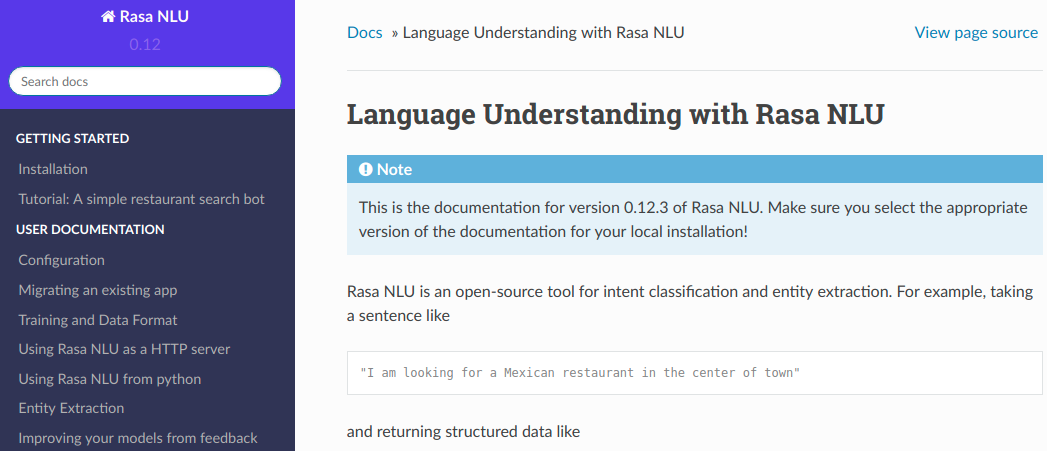 Rasa NLU
0.12
Search docs
GETTING STARTED
Installation
Tutorial: A simple restaurant search bot
USER DOCUMENTATION
Configuration
Migrating an existing app
Training and Data Format
Using Rasa NLU as a HTTP server
Using Rasa NLU from python
Entity Extraction
Improving your models from feedback
Docs » Language Understanding with Rasa NLU
View page source
Language Understanding with Rasa NLU
Note
This is the documentation for version 0.12.3 of Rasa NLU. Make sure you select the appropriate
version of the documentation for your local installation!
Rasa NLU is an open-source tool for intent classification and entity extraction. For example, taking
a sentence like
"I am looking for a Mexican restaurant in the center of town"
and returning structured data like